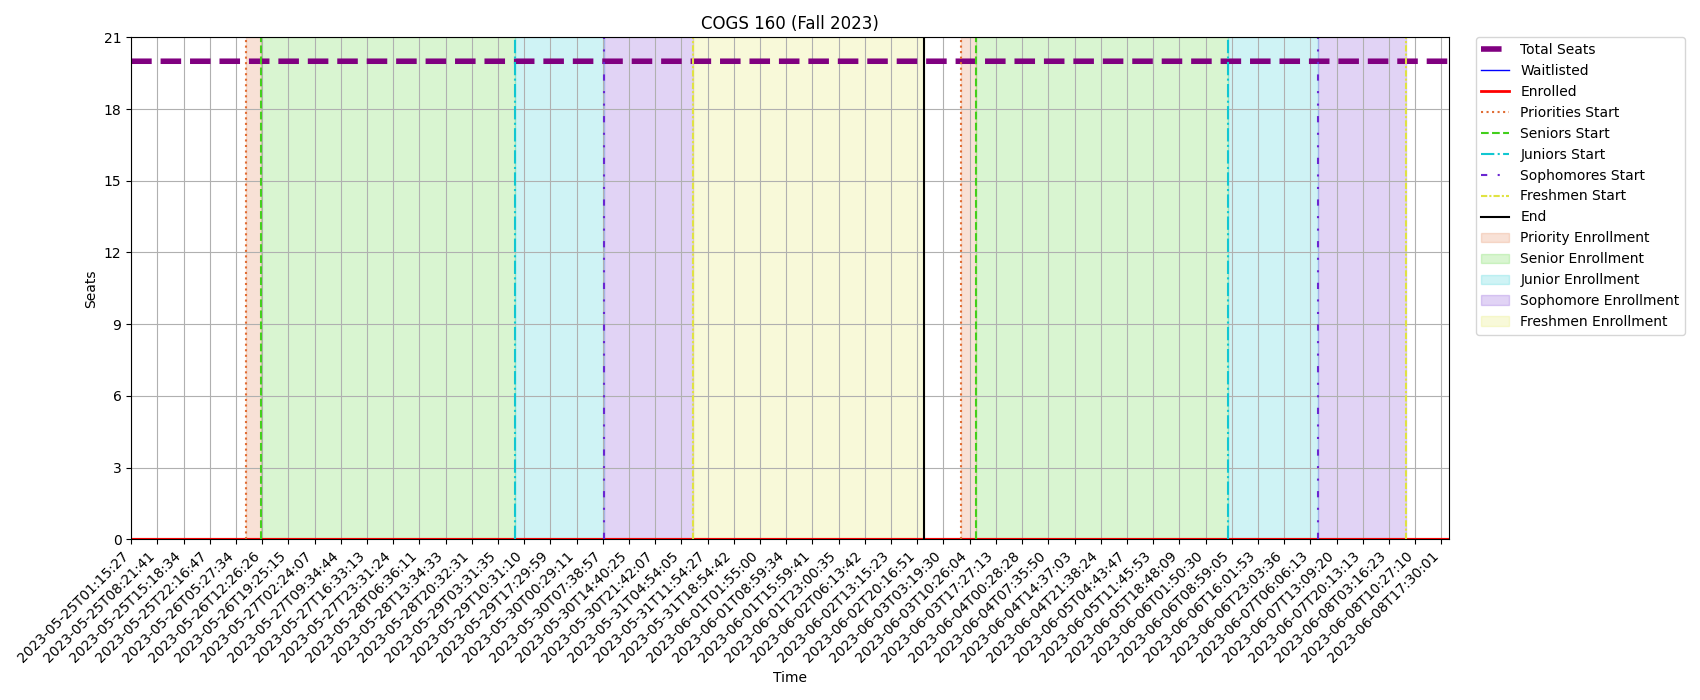 COGS 160 (Fall 2023)
21
18
15
12
9
6
3
0
Seats
2023-05-25T01:15:27
2023-05-25T08:21:41
2023-05-25T15:18:34
2023-05-25T22:16:47
2023-05-26T05:27:34
2023-05-26T12:26:26
2023-05-26T19:25:15
2023-05-27T02:24:07
2023-05-27T09:34:44
2023-05-27T16:33:13
2023-05-27T23:31:24
2023-05-28T06:36:11
2023-05-28T13:34:33
2023-05-28T20:32:31
2023-05-29T03:31:35
2023-05-29T10:31:10
2023-05-29T17:29:59
2023-05-30T00:29:11
2023-05-30T07:38:57
2023-05-30T14:40:25
2023-05-30T21:42:07
2023-05-31T04:54:05
2023-05-31T11:54:27
2023-05-31T18:54:42
2023-06-01T01:55:00
2023-06-01T08:59:34
2023-06-01T15:59:41
2023-06-01T23:00:35
2023-06-02T06:13:42
2023-06-02T13:15:23
2023-06-02T20:16:51
2023-06-03T03:19:30
2023-06-03T10:26:04
2023-06-03T17:27:13
2023-06-04T00:28:28
2023-06-04T07:35:50
2023-06-04T14:37:03
2023-06-04T21:38:24
2023-06-05T04:43:47
2023-06-05T11:45:53
2023-06-05T18:48:09
2023-06-06T01:50:30
2023-06-06T08:59:05
2023-06-06T16:01:53
2023-06-06T23:03:36
2023-06-07T06:06:13
2023-06-07T13:09:20
2023-06-07T20:13:13
2023-06-08T03:16:23
2023-06-08T10:27:10
2023-06-08T17:30:01
Time
Total Seats
Waitlisted
Enrolled
Priorities Start
Seniors Start
Juniors Start
Sophomores Start
Freshmen Start
End
Priority Enrollment
Senior Enrollment
Junior Enrollment
Sophomore Enrollment
Freshmen Enrollment